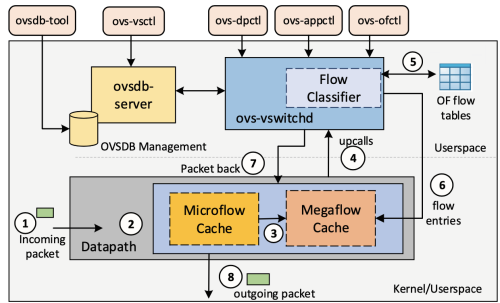 ovsdb-tool
ovs-vsctl
ovs-dpctl
ovs-appctl
ovs-ofctl
ovsdb-
server
Flow
Classifier
ovs-vswitchd
5
OF flow
tables
OVSDB Management
upcalls
Userspace
Packet back
7
4
6
flow
entries
1
Incoming
packet
2
Datapath
Microflow
Cache
3
Megaflow
Cache
8
outgoing packet
Kernel/Userspace